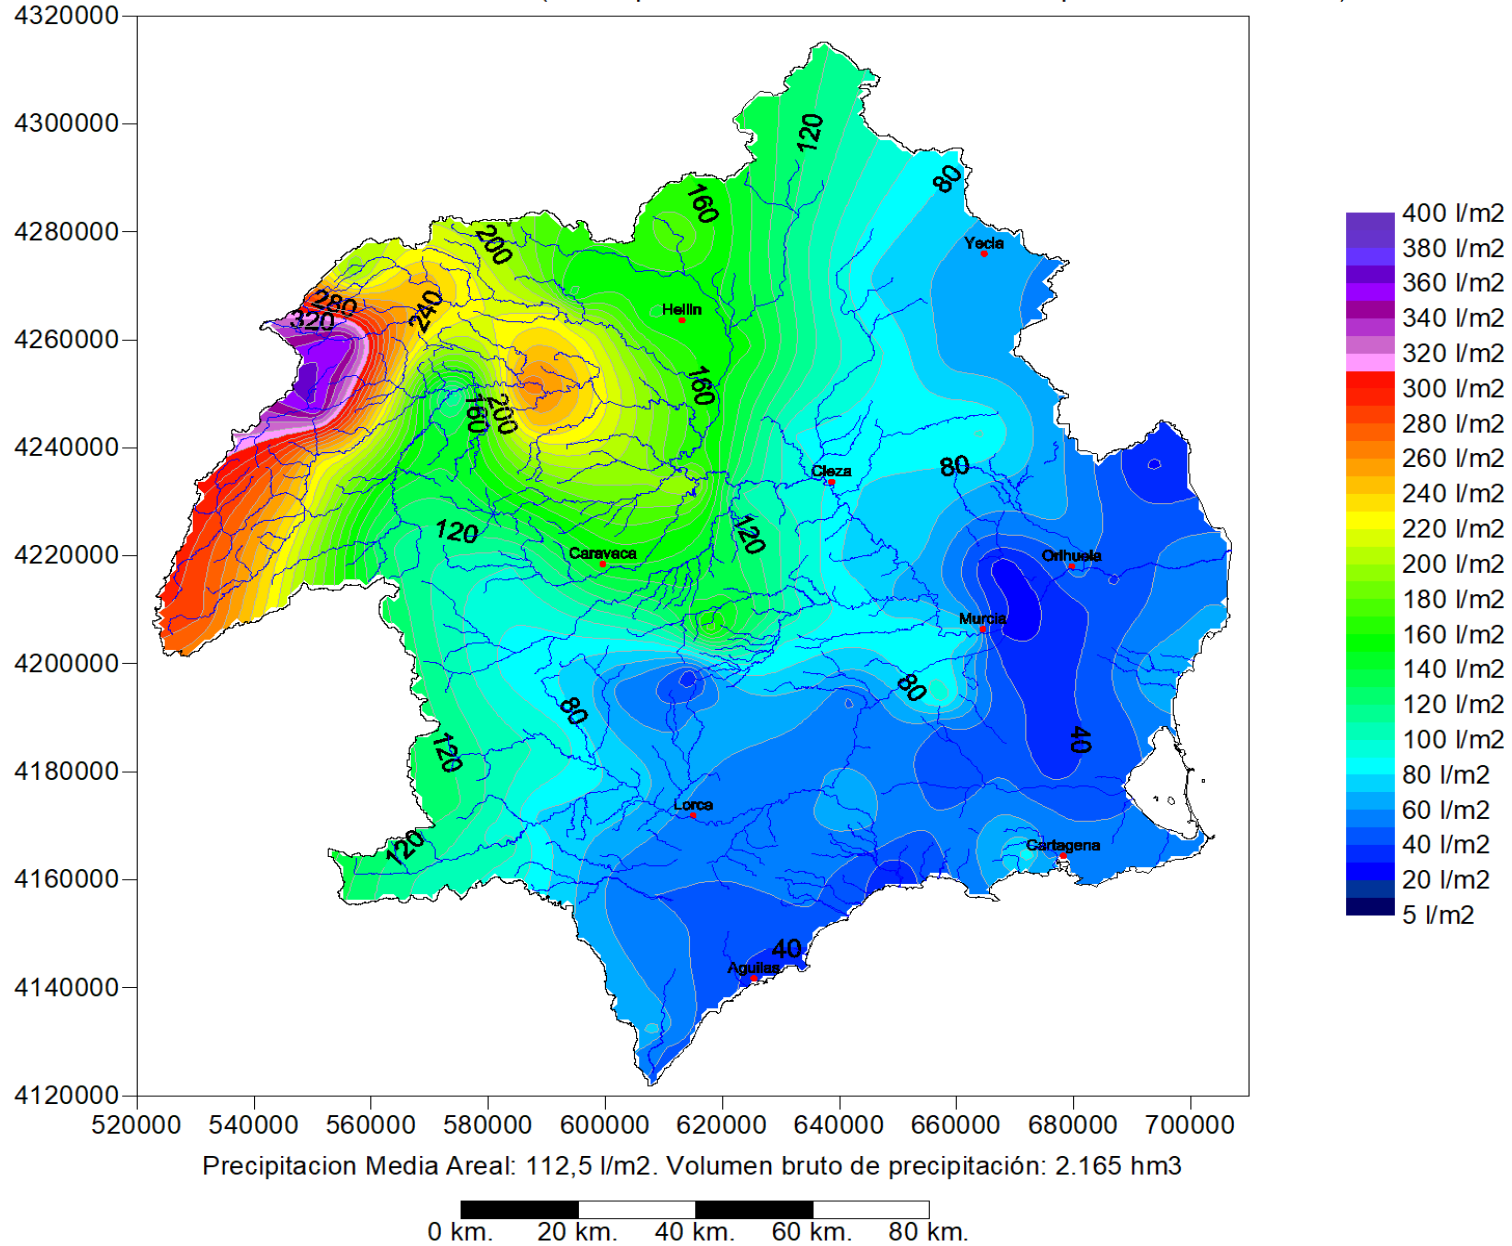 4320000
4300000
4280000
4260000
4240000
4220000
4200000
4180000
4160000
4140000
4120000
520000 540000 560000 580000 600000 620000 640000 660000 680000 700000
120
80
160
200
Yecla
280
320
240
Hellin
160
160
200
80
Cieza
120
120
Caravaca
Orihuela
Murcia
80
80
40
120
Lorca
120
Cartagena
40
Aguilas
400 l/m2
380 l/m2
360 l/m2
340 l/m2
320 l/m2
300 l/m2
280 l/m2
260 l/m2
240 l/m2
220 l/m2
200 l/m2
180 l/m2
160 l/m2
140 l/m2
120 l/m2
100 l/m2
80 l/m2
60 l/m2
40 l/m2
20 l/m2
5 l/m2
Precipitacion Media Areal: 112,5 l/m2. Volumen bruto de precipitación: 2.165 hm3
0 km. 20 km. 40 km. 60 km. 80 km.